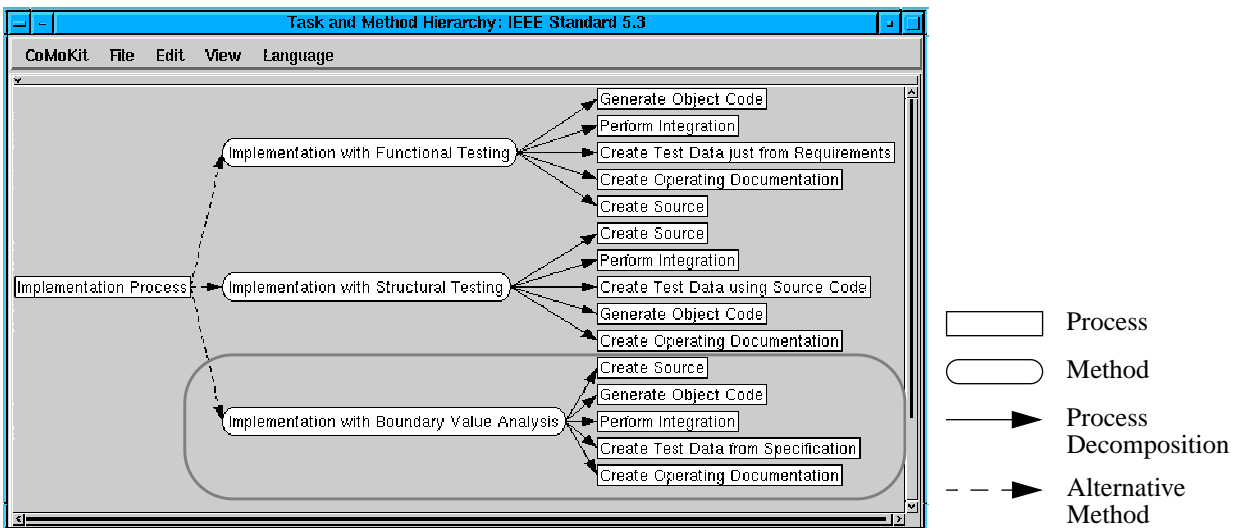 Task and Method Hierarchy: IEEE Standard 5.3
CoMoKit File Edit View Language
Generate Object Code
Perform Integration
Implementation with Functional Testing
Create Test Data just from Requirements
Create Operating Documentation
Create Source
Create Source
Perform Integration
Implementation Process
Implementation with Structural Testing
Create Test Data using Source Code
Generate Object Code
Create Operating Documentation
Create Source
Generate Object Code
Implementation with Boundary Value Analysis
Perform Integration
Create Test Data from Specification
Create Operating Documentation
Process
Method
Process
Decomposition
Alternative
Method